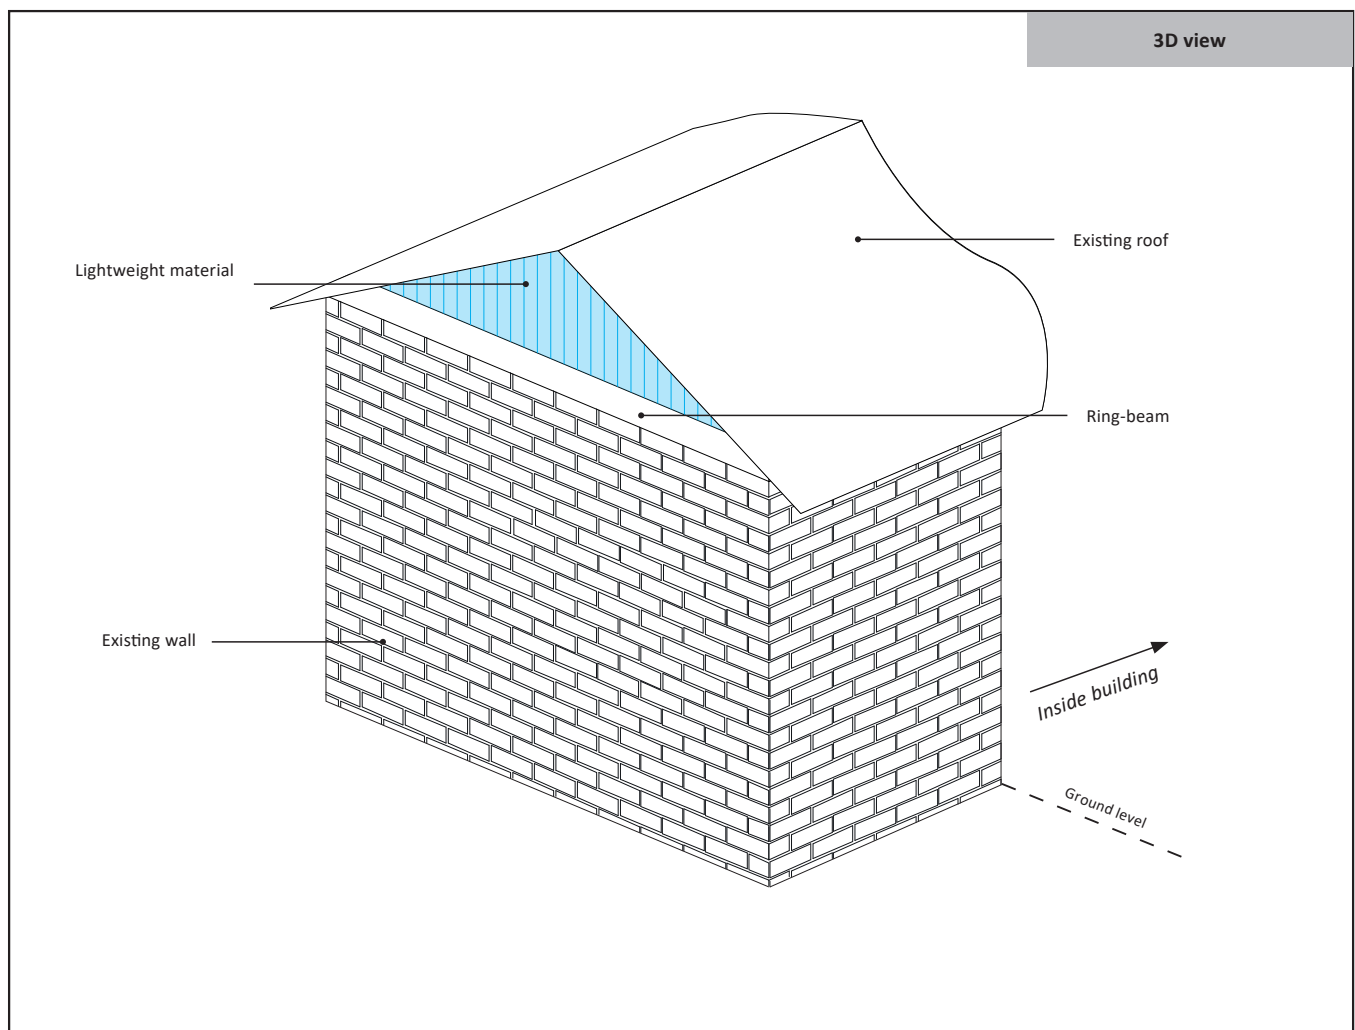 3D view
Existing roof
Lightweight material
Ring-beam
Existing wall
Inside building
Ground level